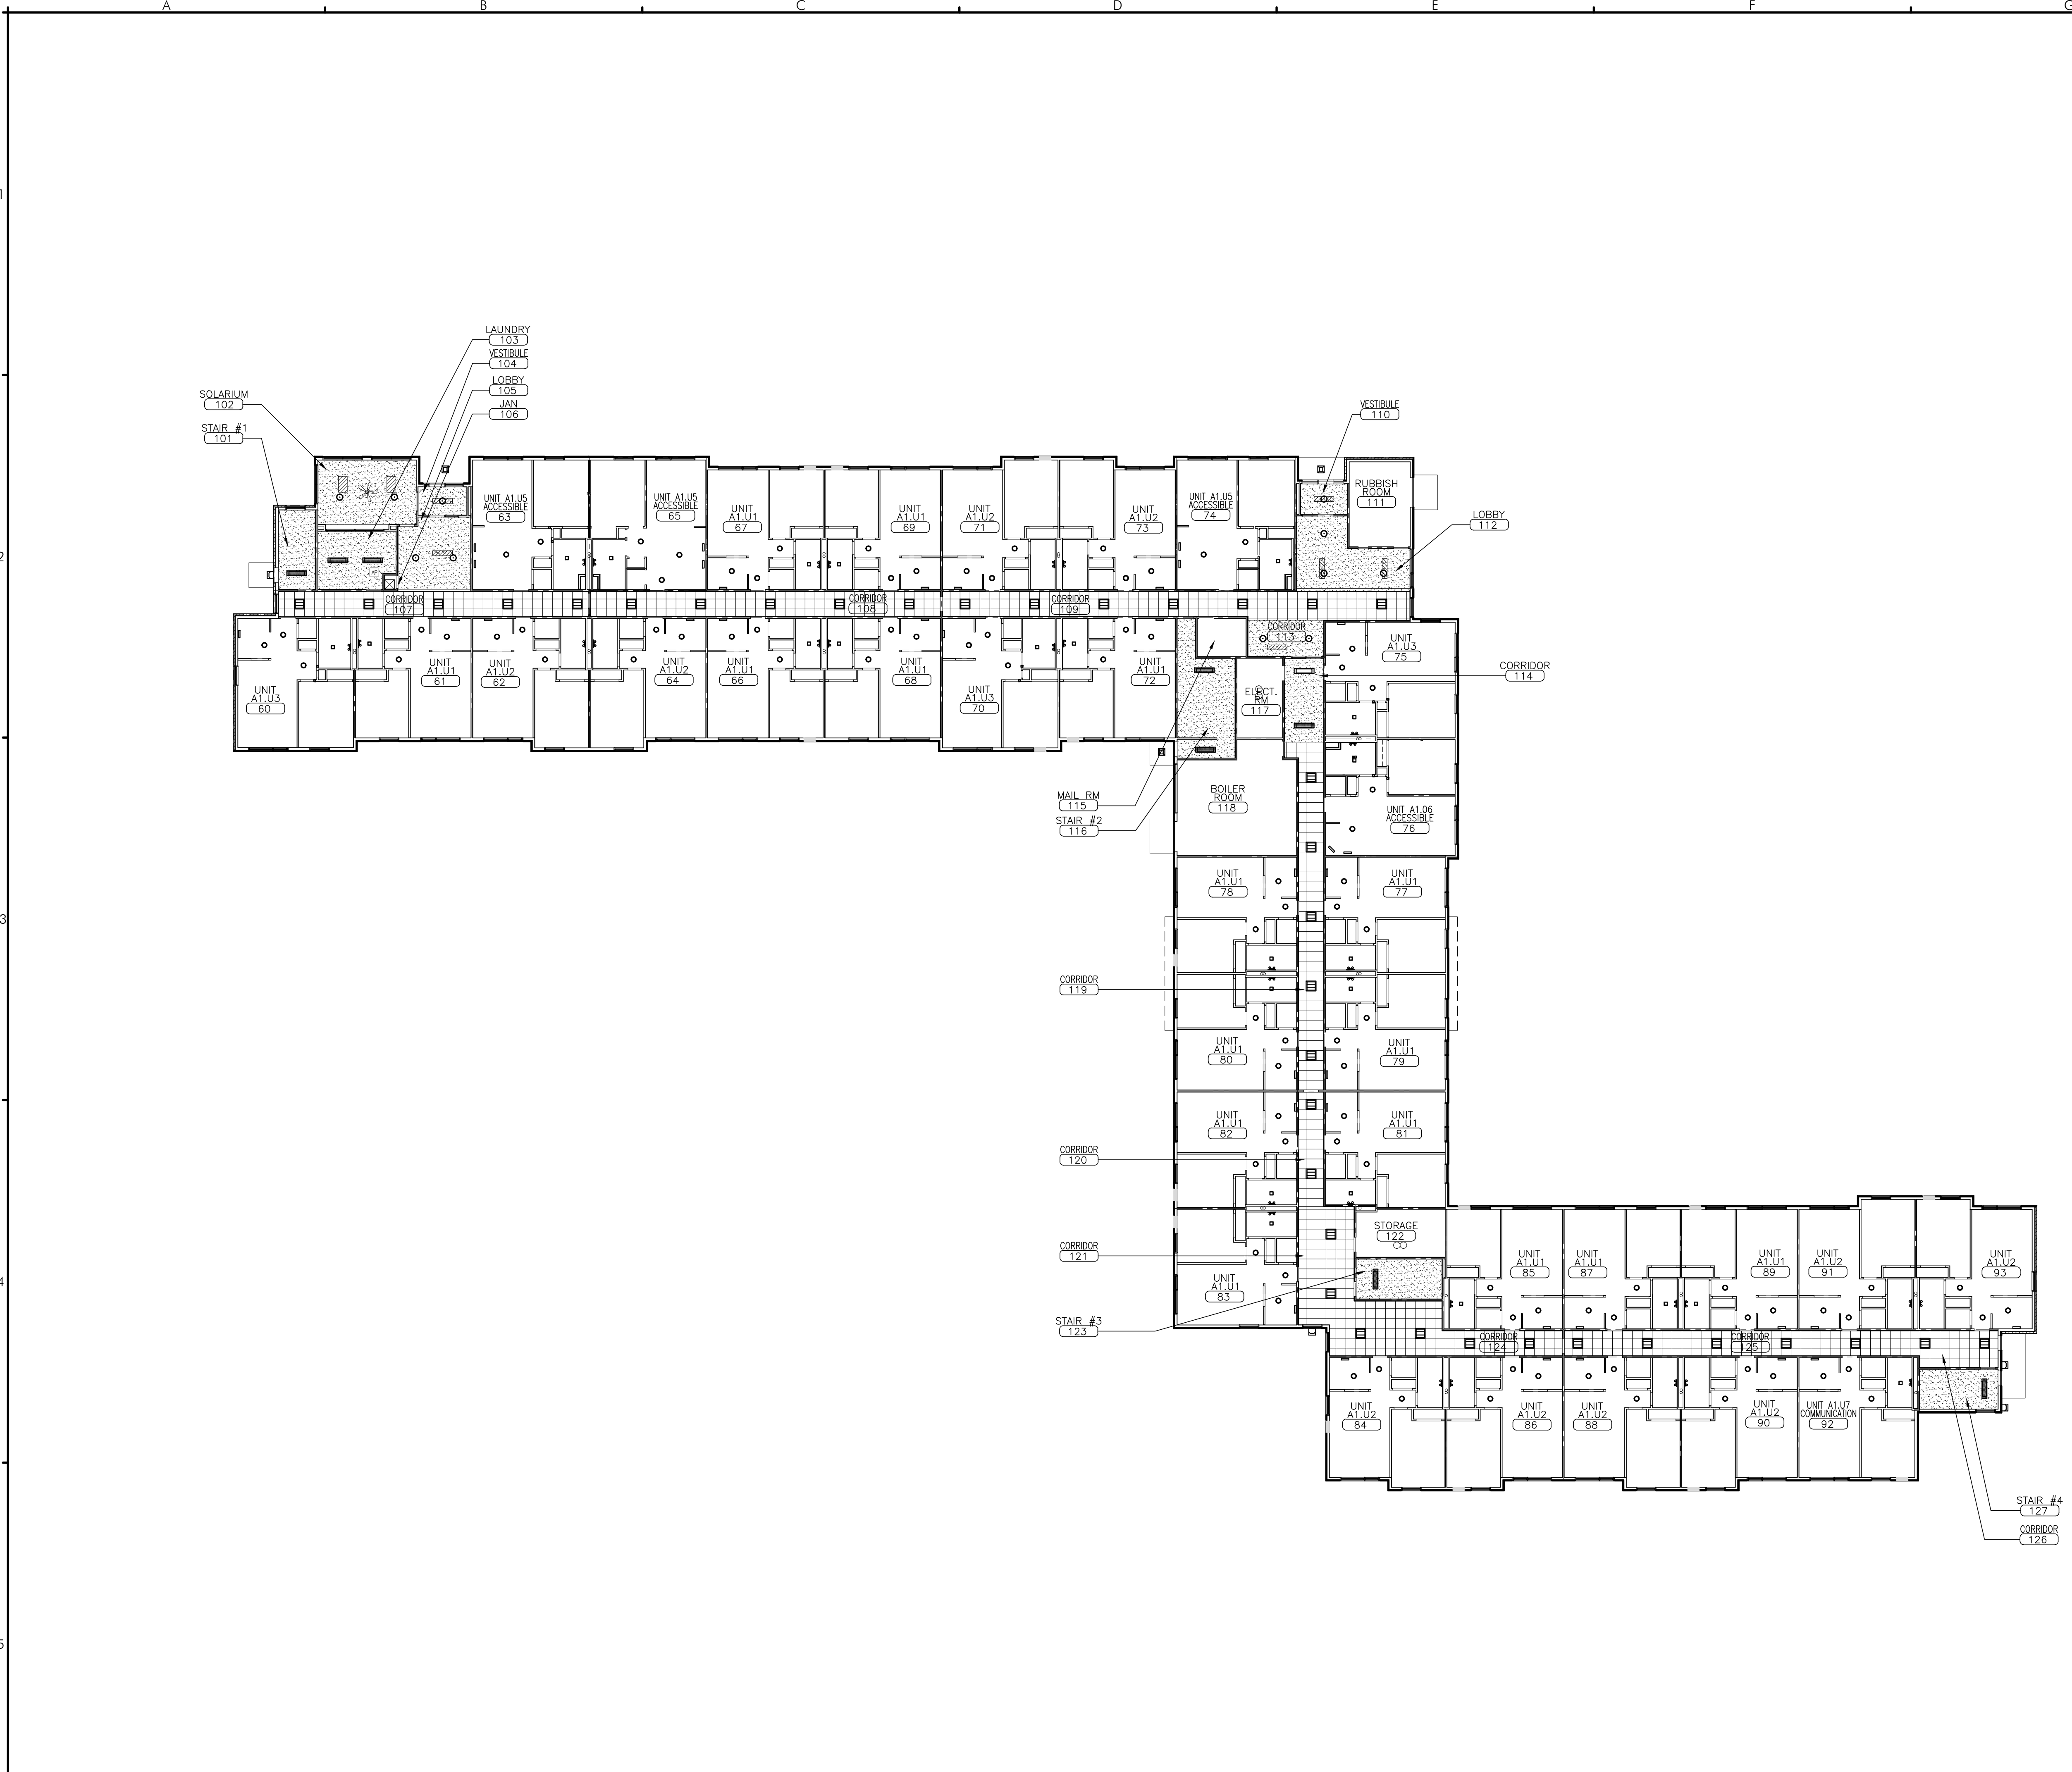 A
B
C
D
E
F
G
1
2
3
4
5
LAUNDRY
103
VESTIBULE
104
LOBBY
105
JAN
106
SOLARIUM
102
STAIR #1
101
VESTIBULE
110
RUBBISH
ROOM
111
LOBBY
112
UNIT A1.U5
ACCESSIBLE
63
UNIT A1.U5
ACCESSIBLE
65
UNIT
A1.U1
67
UNIT
A1.U1
69
UNIT
A1.U2
71
UNIT
A1.U2
73
UNIT A1.U5
ACCESSIBLE
74
CORRIDOR
107
CORRIDOR
108
CORRIDOR
109
CORRIDOR
113
UNIT
A1.U3
60
UNIT
A1.U1
61
UNIT
A1.U2
62
UNIT
A1.U2
64
UNIT
A1.U1
66
UNIT
A1.U1
68
UNIT
A1.U3
70
UNIT
A1.U1
72
ELECT.
RM
117
UNIT
A1.U3
75
CORRIDOR
114
MAIL RM
115
STAIR #2
116
BOILER
ROOM
118
UNIT A1.06
ACCESSIBLE
76
UNIT
A1.U1
78
UNIT
A1.U1
77
CORRIDOR
119
UNIT
A1.U1
80
UNIT
A1.U1
79
UNIT
A1.U1
82
UNIT
A1.U1
81
CORRIDOR
120
CORRIDOR
121
STORAGE
122
UNIT
A1.U1
83
STAIR #3
123
UNIT
A1.U1
85
UNIT
A1.U1
87
UNIT
A1.U1
89
UNIT
A1.U2
91
UNIT
A1.U2
93
CORRIDOR
124
CORRIDOR
125
UNIT
A1.U2
84
UNIT
A1.U2
86
UNIT
A1.U2
88
UNIT
A1.U2
90
UNIT A1.U7
COMMUNICATION
92
STAIR #4
127
CORRIDOR
126